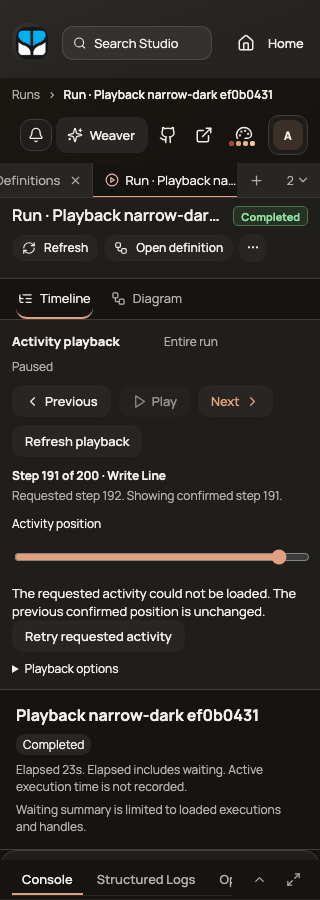 Search Studio
Home
Runs > Run · Playback narrow-dark ef0b0431
Weaver
A
Definitions ×
Run · Playback na...
+
2
Run · Playback narrow-dar...
Completed
Refresh
Open definition
...
Timeline
Diagram
Activity playback
Entire run
Paused
Previous
Play
Next
Refresh playback
Step 191 of 200 · Write Line
Requested step 192. Showing confirmed step 191.
Activity position
The requested activity could not be loaded. The
previous confirmed position is unchanged.
Retry requested activity
Playback options
Playback narrow-dark ef0b0431
Completed
Elapsed 23s. Elapsed includes waiting. Active
execution time is not recorded.
Waiting summary is limited to loaded executions
and handles.
Console
Structured Logs